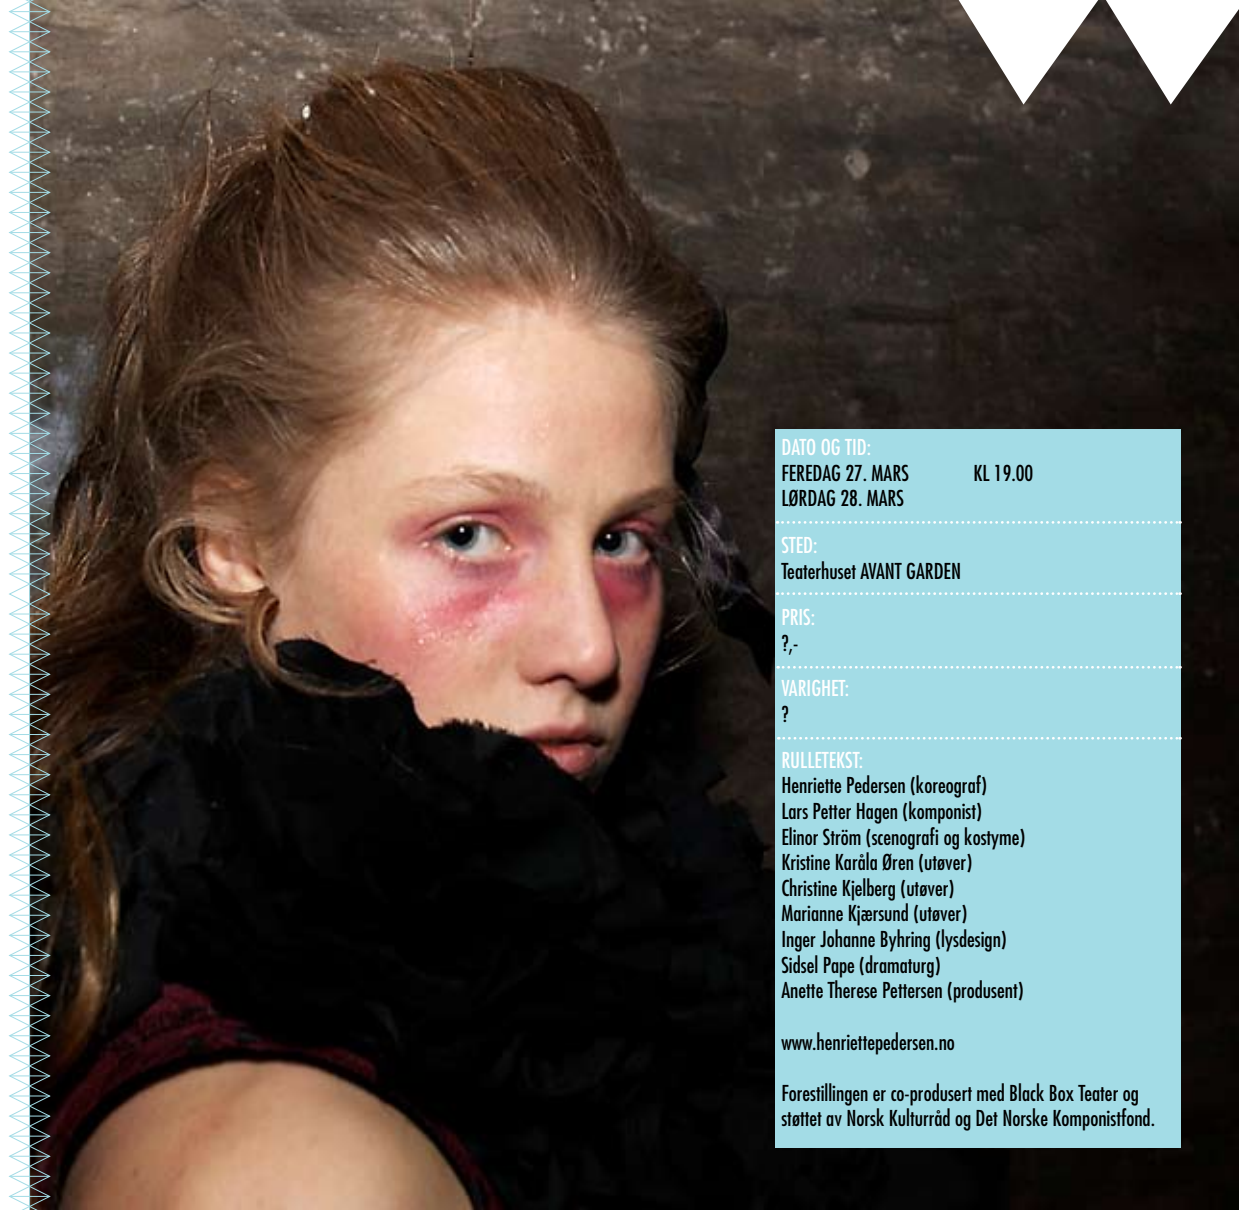 DATO OG TID:
FEREDAG 27. MARS KL 19.00
LØRDAG 28. MARS
STED:
Teaterhuset AVANT GARDEN
PRIS:
?,-
VARIGHET:
?
RULLETEKST:
Henriette Pedersen (koreograf)
Lars Petter Hagen (komponist)
Elinor Ström (scenografi og kostyme)
Kristine Karåla Øren (utøver)
Christine Kjelberg (utøver)
Marianne Kjærsund (utøver)
Inger Johanne Byhring (lysdesign)
Sidsel Pape (dramaturg)
Anette Therese Pettersen (produsent)
www.henriettepedersen.no
Forestillingen er co-produsert med Black Box Teater og
støttet av Norsk Kulturråd og Det Norske Komponistfond.